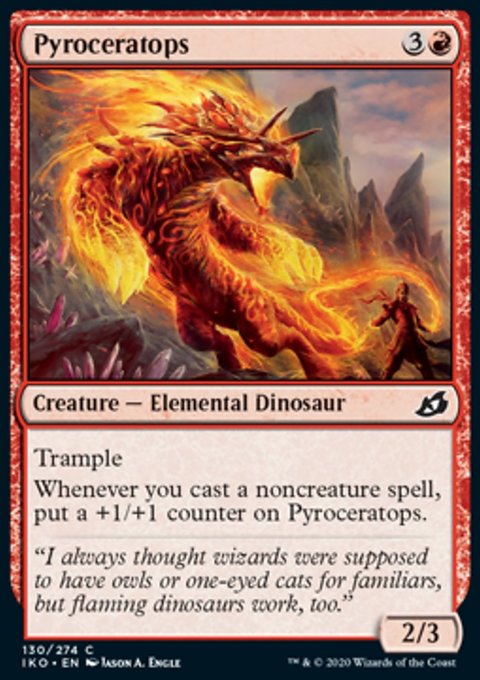 Pyroceratops 3
Creature — Elemental Dinosaur
Trample
Whenever you cast a noncreature spell,
put a +1/+1 counter on Pyroceratops.
“I always thought wizards were supposed
to have owls or one-eyed cats for familiars,
but flaming dinosaurs work, too.”
2/3
130/274 C
IKO • EN Jason A. Engle ™ & © 2020 Wizards of the Coast